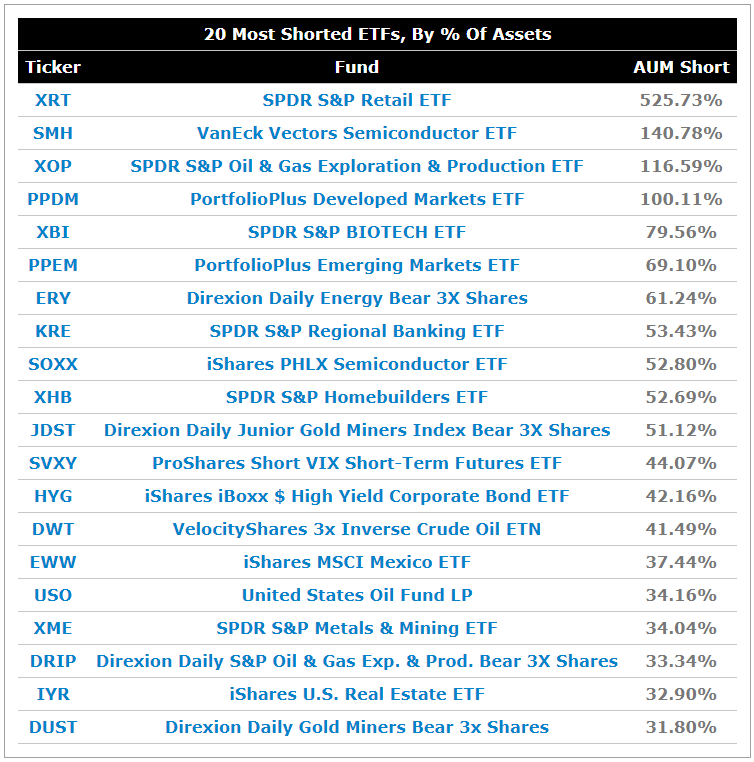 20 Most Shorted ETFs, By % Of Assets
Ticker Fund AUM Short
XRT SPDR S&P Retail ETF 525.73%
SMH VanEck Vectors Semiconductor ETF 140.78%
XOP SPDR S&P Oil & Gas Exploration & Production ETF 116.59%
PPDM PortfolioPlus Developed Markets ETF 100.11%
XBI SPDR S&P BIOTECH ETF 79.56%
PPEM PortfolioPlus Emerging Markets ETF 69.10%
ERY Direxion Daily Energy Bear 3X Shares 61.24%
KRE SPDR S&P Regional Banking ETF 53.43%
SOXX iShares PHLX Semiconductor ETF 52.80%
XHB SPDR S&P Homebuilders ETF 52.69%
JDST Direxion Daily Junior Gold Miners Index Bear 3X Shares 51.12%
SVXY ProShares Short VIX Short-Term Futures ETF 44.07%
HYG iShares iBoxx $ High Yield Corporate Bond ETF 42.16%
DWT VelocityShares 3x Inverse Crude Oil ETN 41.49%
EWW iShares MSCI Mexico ETF 37.44%
USO United States Oil Fund LP 34.16%
XME SPDR S&P Metals & Mining ETF 34.04%
DRIP Direxion Daily S&P Oil & Gas Exp. & Prod. Bear 3X Shares 33.34%
IYR iShares U.S. Real Estate ETF 32.90%
DUST Direxion Daily Gold Miners Bear 3x Shares 31.80%